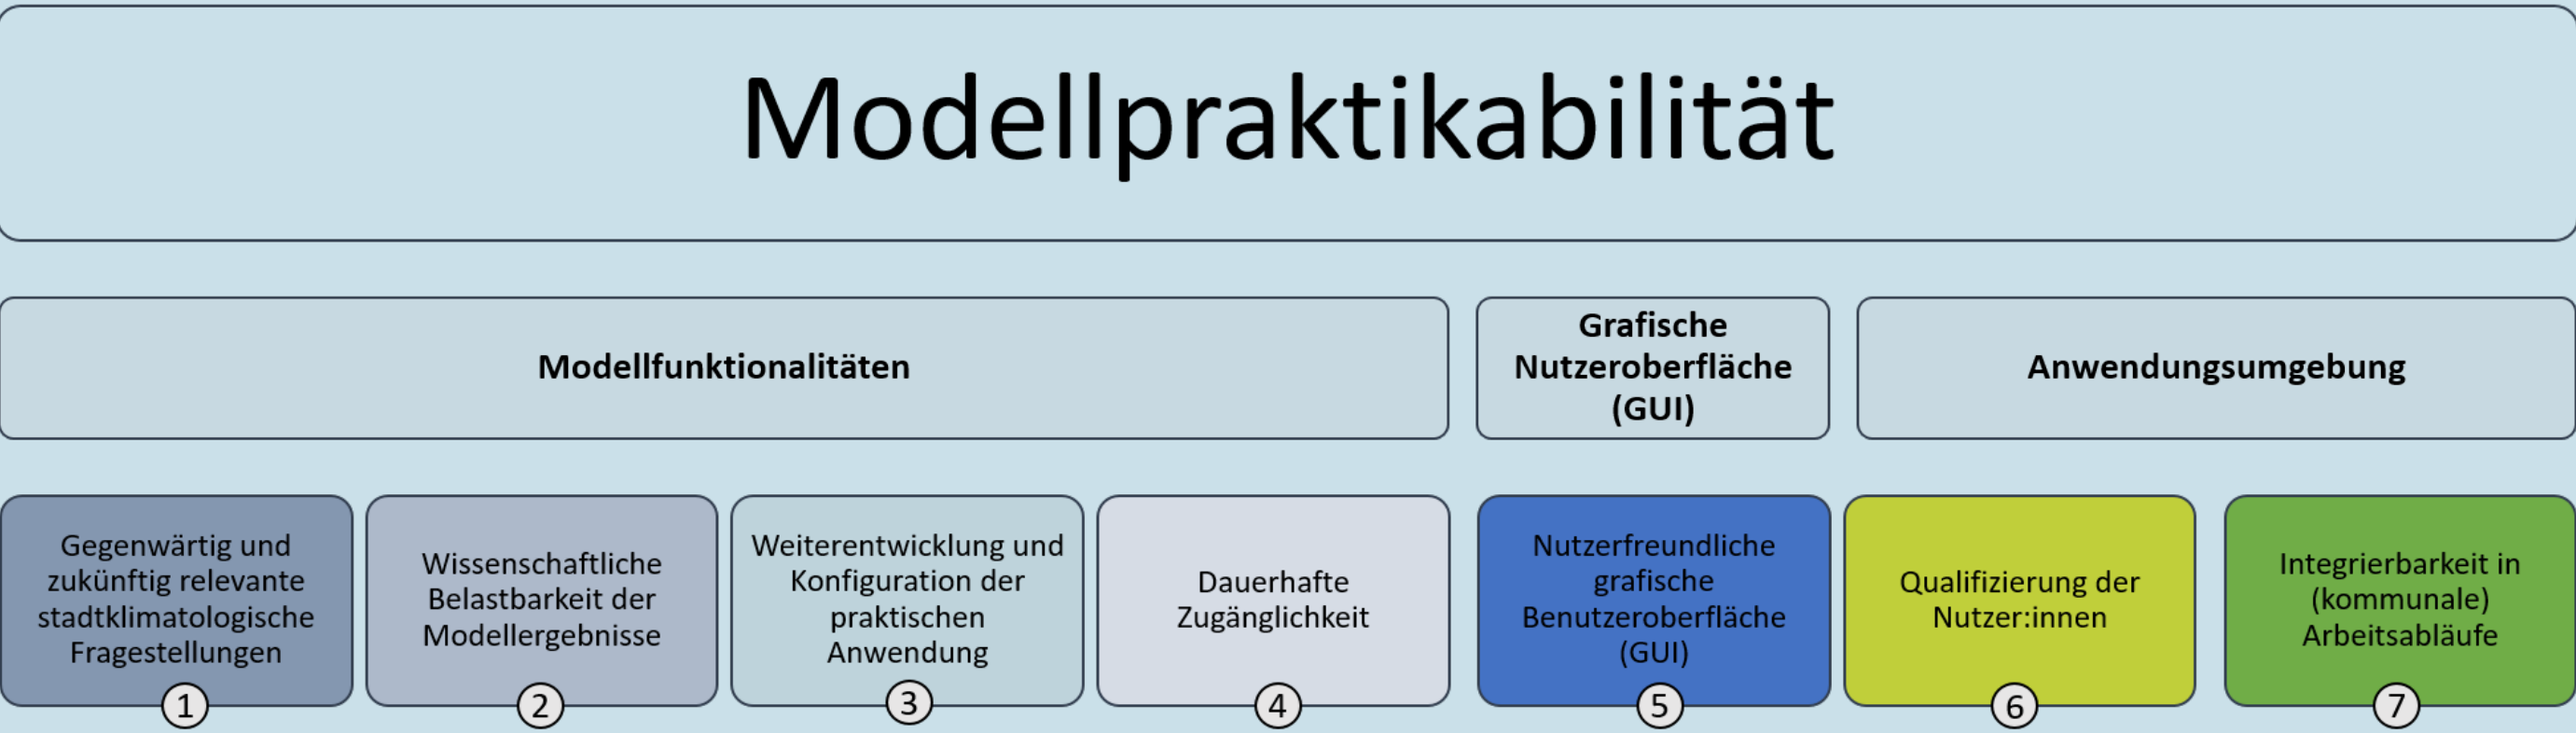 Modellpraktikabilität
Modellfunktionalitäten
Grafische
Nutzeroberfläche
(GUI)
Anwendungsumgebung
Gegenwärtig und
zukünftig relevante
stadtklimatologische
Fragestellungen
1
Wissenschaftliche
Belastbarkeit der
Modellergebnisse
2
Weiterentwicklung und
Konfiguration der
praktischen
Anwendung
3
Dauerhafte
Zugänglichkeit
4
Nutzerfreundliche
grafische
Benutzeroberfläche
(GUI)
5
Qualifizierung der
Nutzer:innen
6
Integrierbarkeit in
(kommunale)
Arbeitsabläufe
7